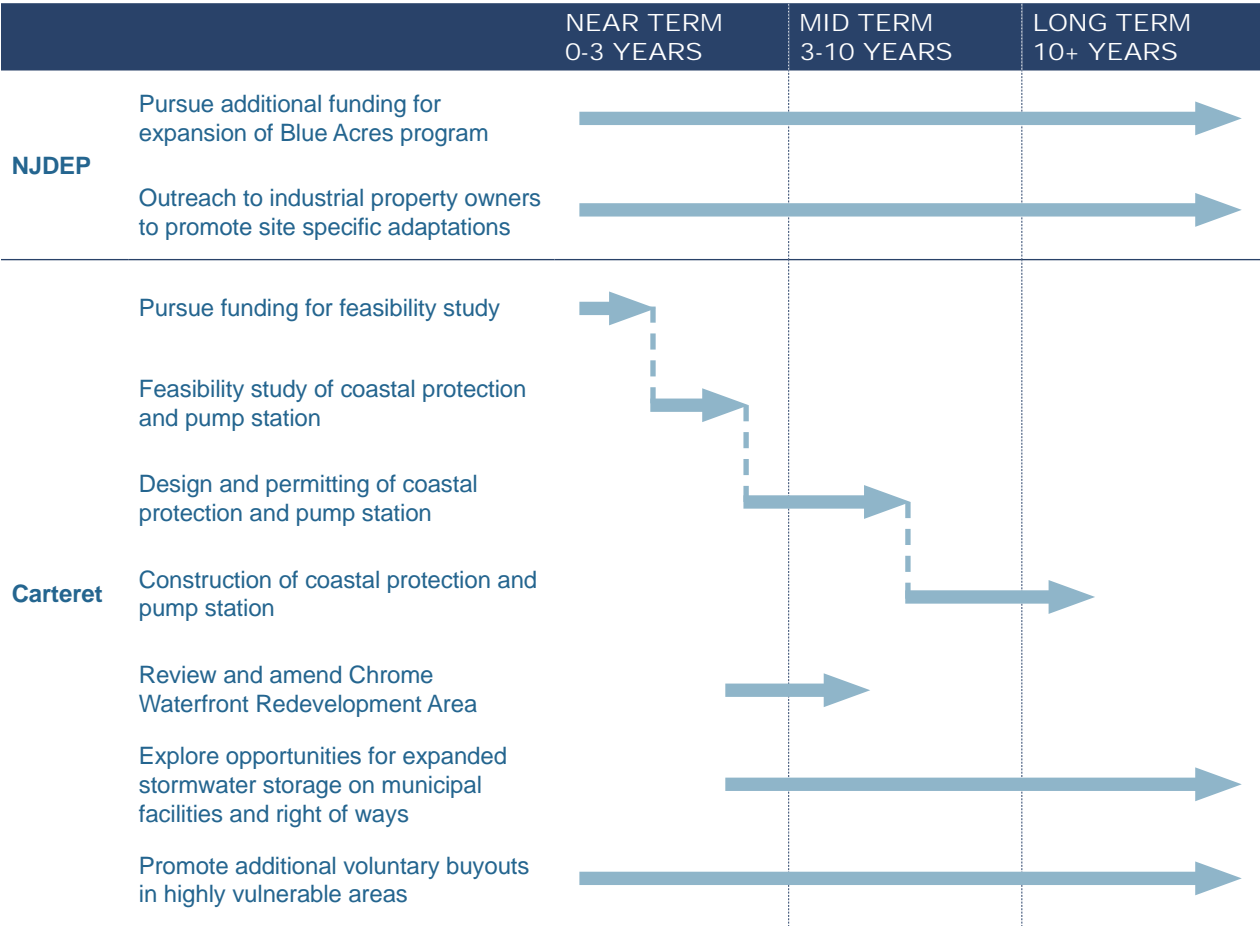 NEAR TERM
0-3 YEARS
MID TERM
3-10 YEARS
LONG TERM
10+ YEARS
NJDEP
Pursue additional funding for
expansion of Blue Acres program
Outreach to industrial property owners
to promote site specific adaptations
Carteret
Pursue funding for feasibility study
Feasibility study of coastal protection
and pump station
Design and permitting of coastal
protection and pump station
Construction of coastal protection and
pump station
Review and amend Chrome
Waterfront Redevelopment Area
Explore opportunities for expanded
stormwater storage on municipal
facilities and right of ways
Promote additional voluntary buyouts
in highly vulnerable areas